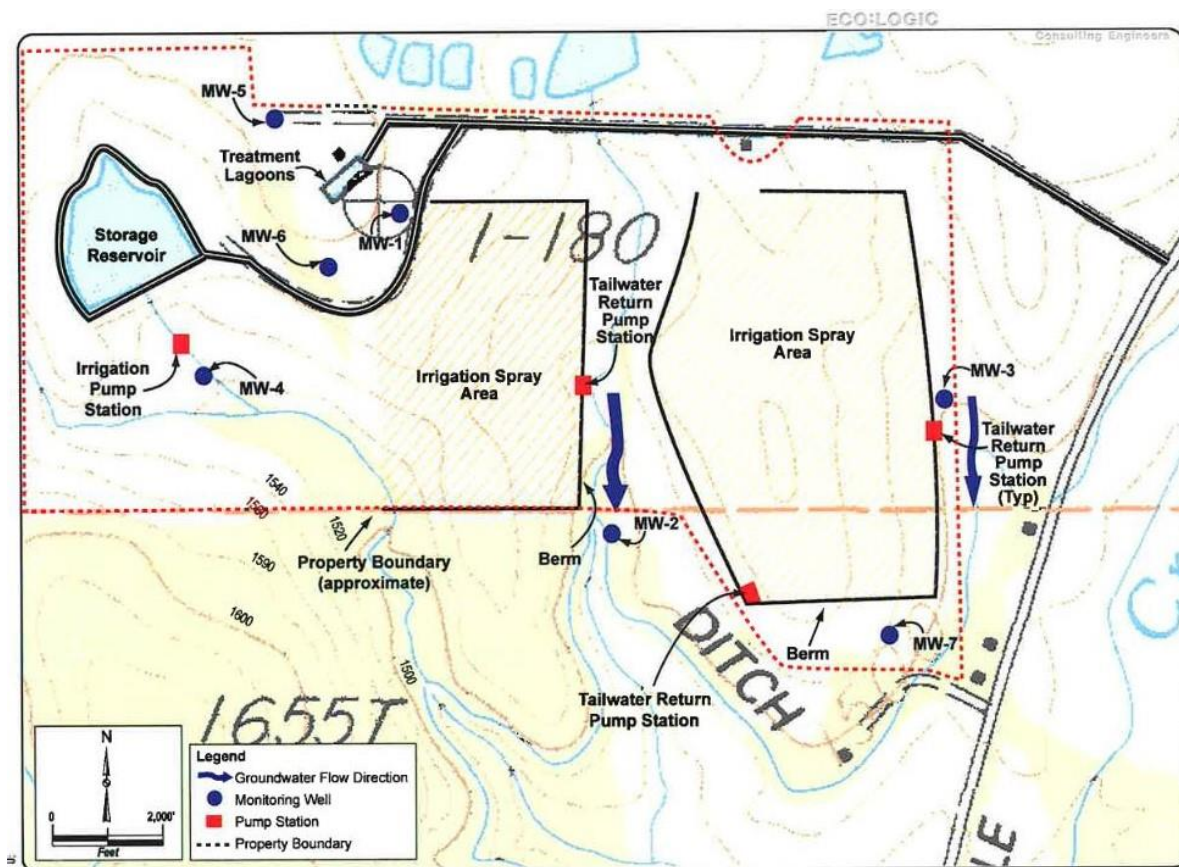 ECO:LOGIC
Consulting Engineers
MW-5
Treatment
Lagoons
Storage
Reservoir
MW-6
MW-1
1-180
Tailwater
Return
Pump
Station
Irrigation Spray
Area
Irrigation Spray
Area
Irrigation
Pump
Station
MW-4
MW-3
Tailwater
Return
Pump
Station
(Typ)
1540
1560
1520
1590
1600
1500
Property Boundary
(approximate)
Berm
MW-2
DITCH
Berm
MW-7
Tailwater Return
Pump Station
1655T
N
0 2,000'
Feet
Legend
Groundwater Flow Direction
Monitoring Well
Pump Station
Property Boundary